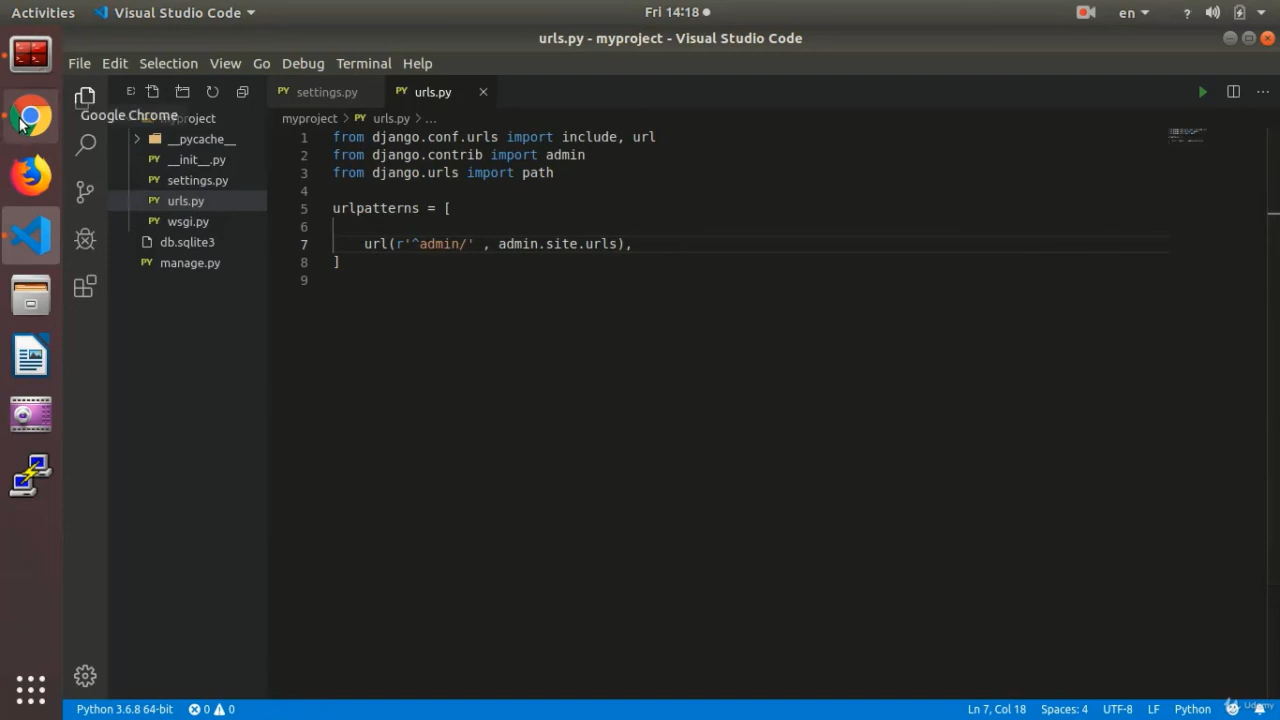 Activities
Visual Studio Code
Fri 14:18
en
?
urls.py - myproject - Visual Studio Code
File Edit Selection View Go Debug Terminal Help
settings.py
urls.py
Google Chrome
myproject
__pycache__
__init__.py
settings.py
urls.py
wsgi.py
db.sqlite3
manage.py
myproject > urls.py > ...
1 from django.conf.urls import include, url
2 from django.contrib import admin
3 from django.urls import path
4
5 urlpatterns = [
6
7 url(r'^admin/' , admin.site.urls),
8 ]
9
Python 3.6.8 64-bit
0 0
Ln 7, Col 18
Spaces: 4
UTF-8
LF
Python
Udemy